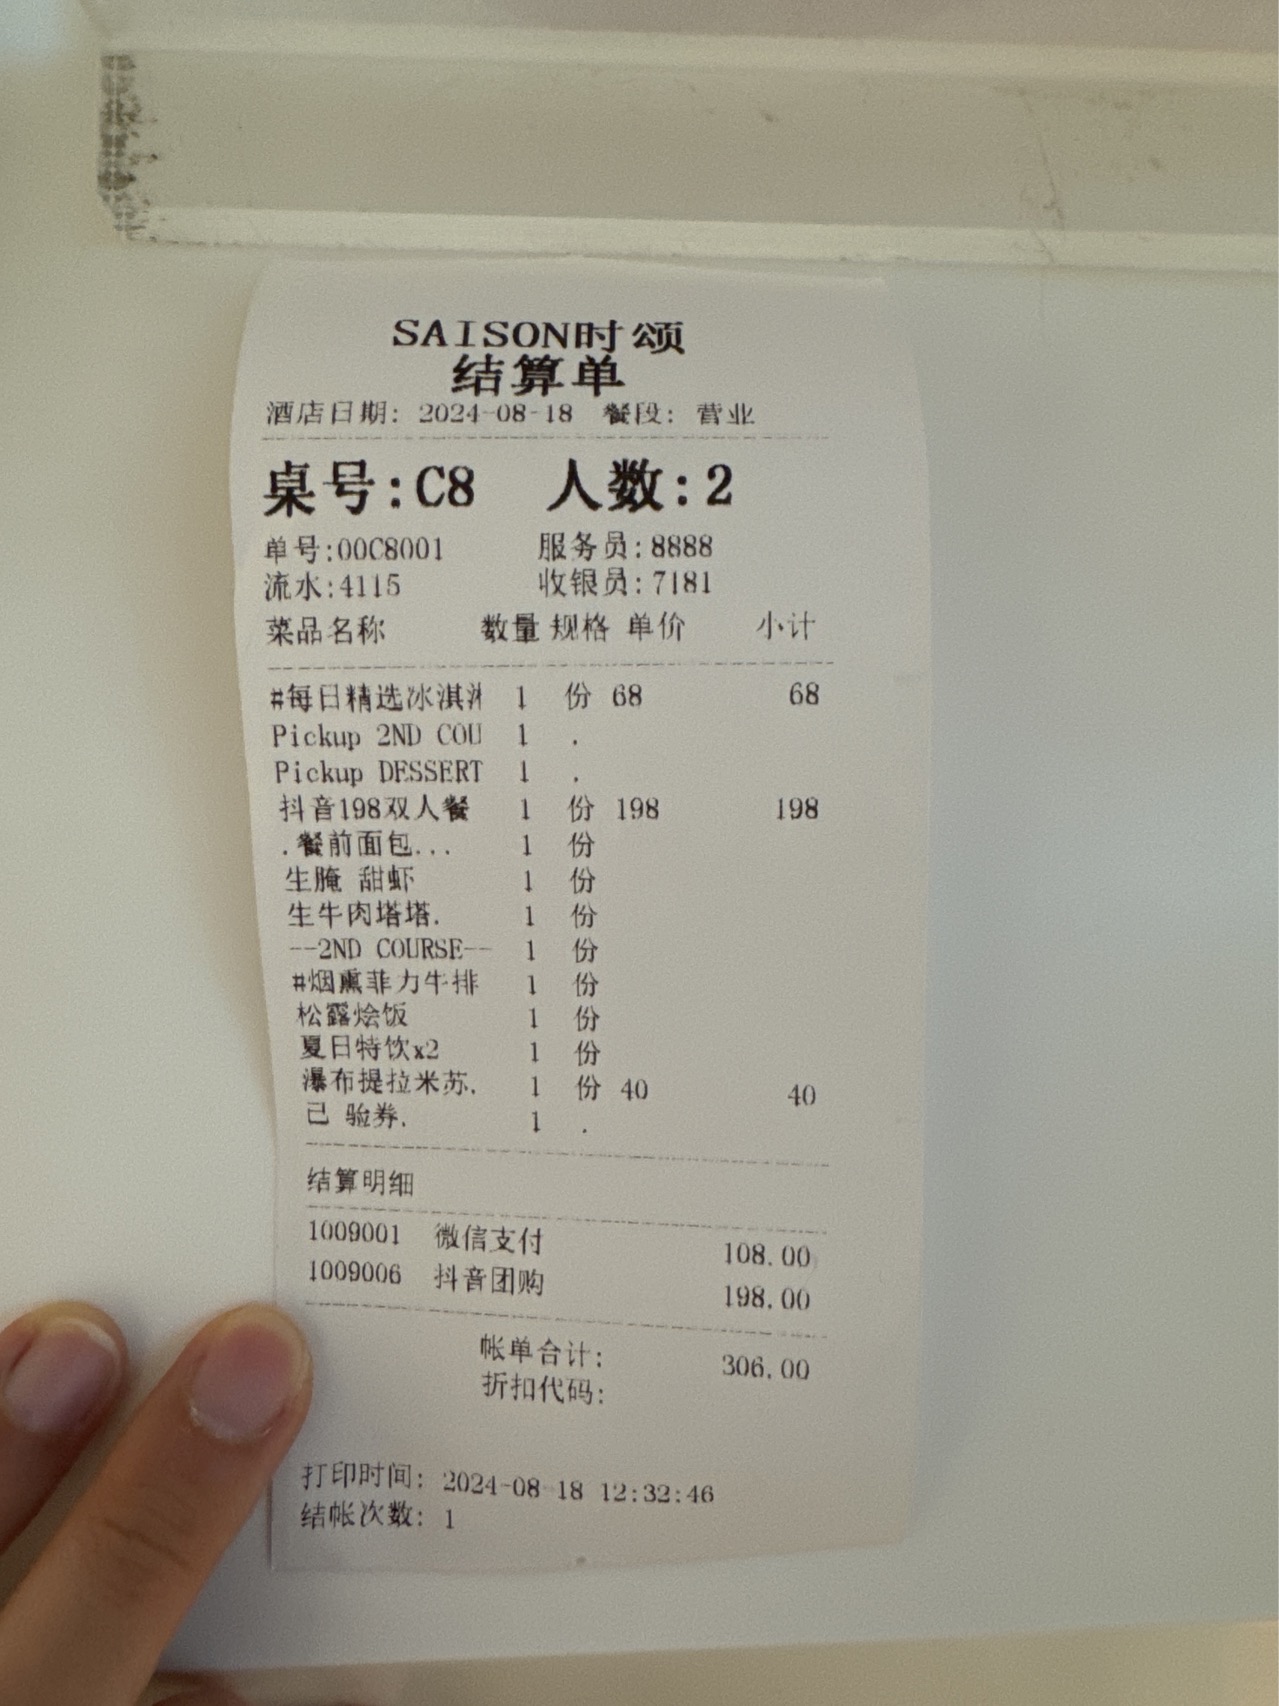 SAISON时颂
结算单
酒店日期: 2024-08-18 餐段: 营业
桌号:C8 人数:2
单号:00C8001 服务员:8888
流水:4115 收银员:7181
菜品名称 数量 规格 单价 小计
#每日精选冰淇淋 1 份 68 68
Pickup 2ND COU 1 .
Pickup DESSERT 1 .
抖音198双人餐 1 份 198 198
.餐前面包... 1 份
生腌 甜虾 1 份
生牛肉塔塔. 1 份
--2ND COURSE-- 1 份
#烟熏菲力牛排 1 份
松露烩饭 1 份
夏日特饮x2 1 份
瀑布提拉米苏. 1 份 40 40
已 验券. 1 .
结算明细
1009001 微信支付 108.00
1009006 抖音团购 198.00
帐单合计: 306.00
折扣代码:
打印时间: 2024-08-18 12:32:46
结帐次数: 1